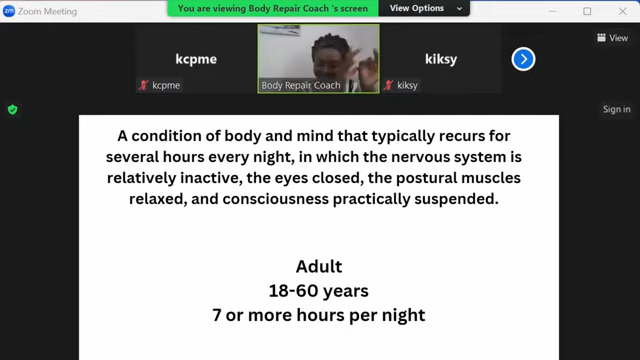 zm Zoom Meeting
You are viewing Body Repair Coach 's screen
View Options
View
kcpme
kiksy
kcpme
Body Repair Coach
kiksy
Sign in
A condition of body and mind that typically recurs for
several hours every night, in which the nervous system is
relatively inactive, the eyes closed, the postural muscles
relaxed, and consciousness practically suspended.
Adult
18-60 years
7 or more hours per night